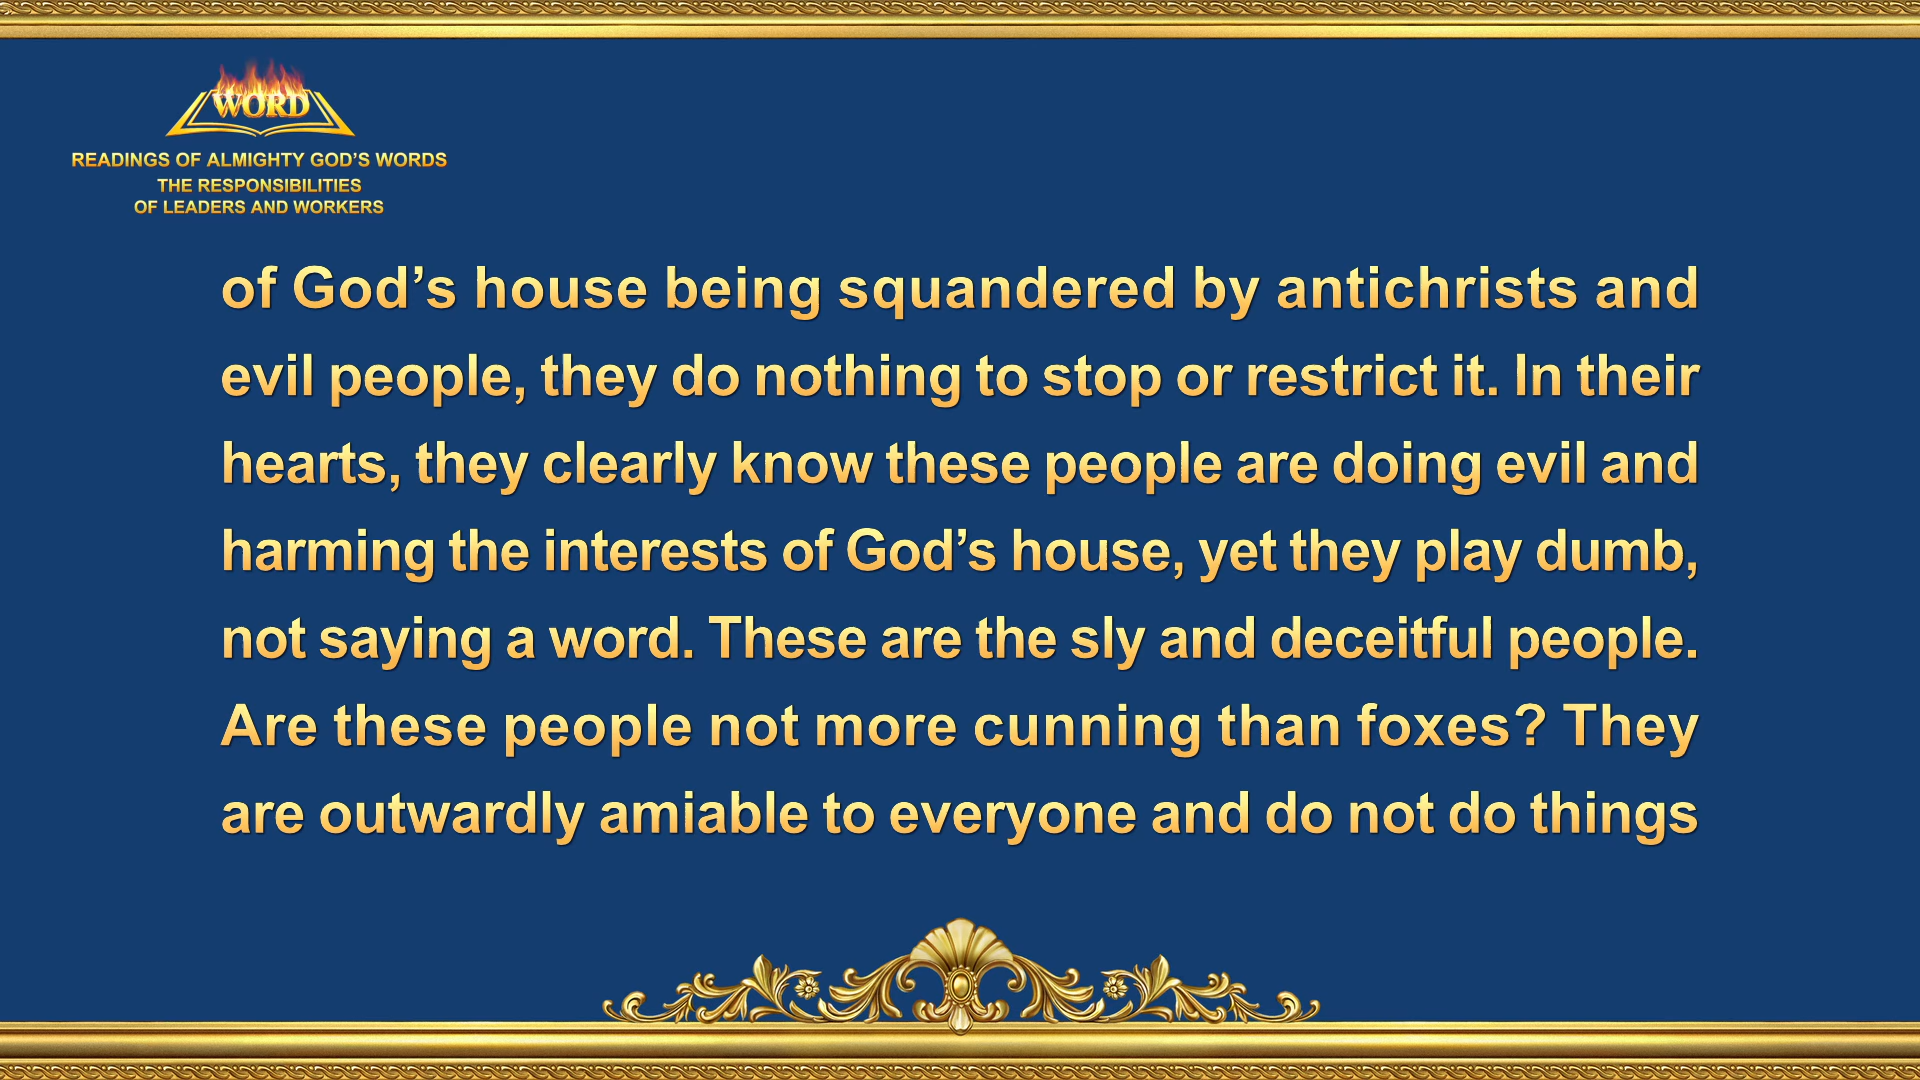 WORD
READINGS OF ALMIGHTY GOD’S WORDS
THE RESPONSIBILITIES
OF LEADERS AND WORKERS
of God’s house being squandered by antichrists and
evil people, they do nothing to stop or restrict it. In their
hearts, they clearly know these people are doing evil and
harming the interests of God’s house, yet they play dumb,
not saying a word. These are the sly and deceitful people.
Are these people not more cunning than foxes? They
are outwardly amiable to everyone and do not do things